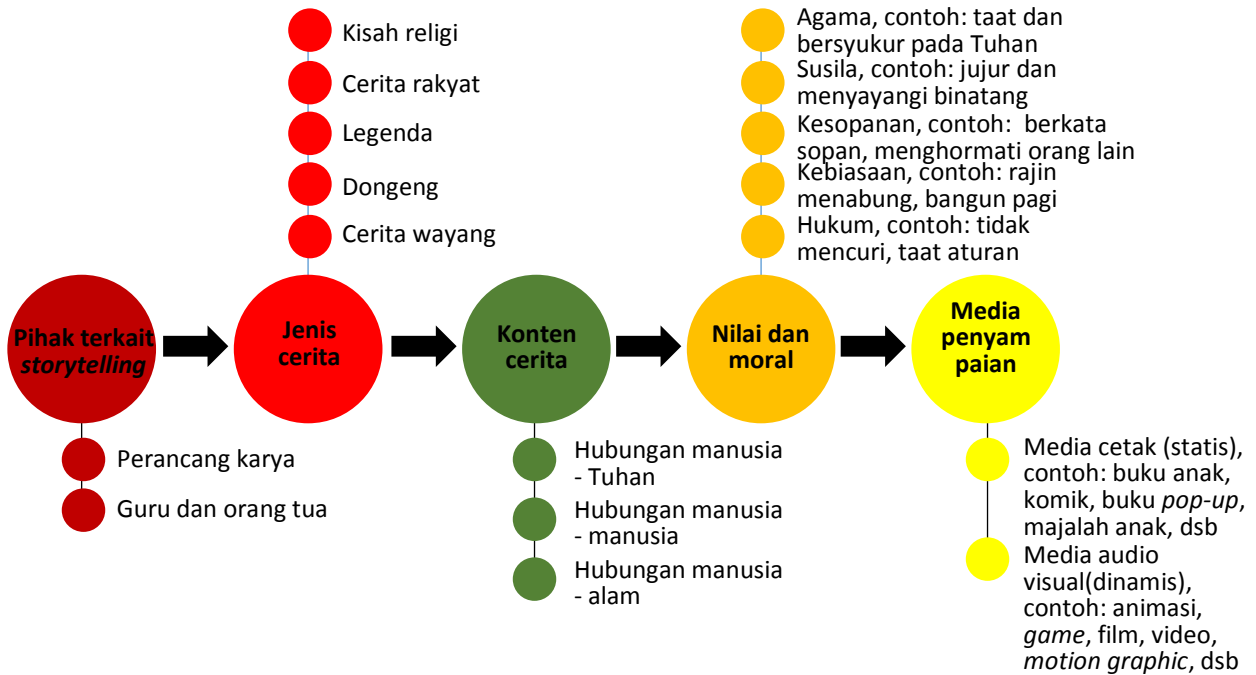 Kisah religi
Cerita rakyat
Legenda
Dongeng
Cerita wayang
Agama, contoh: taat dan
bersyukur pada Tuhan
Susila, contoh: jujur dan
menyayangi binatang
Kesopanan, contoh:  berkata
sopan, menghormati orang lain
Kebiasaan, contoh: rajin
menabung, bangun pagi
Hukum, contoh: tidak
mencuri, taat aturan
Pihak terkait
storytelling
Jenis
cerita
Konten
cerita
Nilai dan
moral
Media
penyam
paian
Perancang karya
Guru dan orang tua
Hubungan manusia
- Tuhan
Hubungan manusia
- manusia
Hubungan manusia
- alam
Media cetak (statis),
contoh: buku anak,
komik, buku pop-up,
majalah anak, dsb
Media audio
visual(dinamis),
contoh: animasi,
game, film, video,
motion graphic, dsb